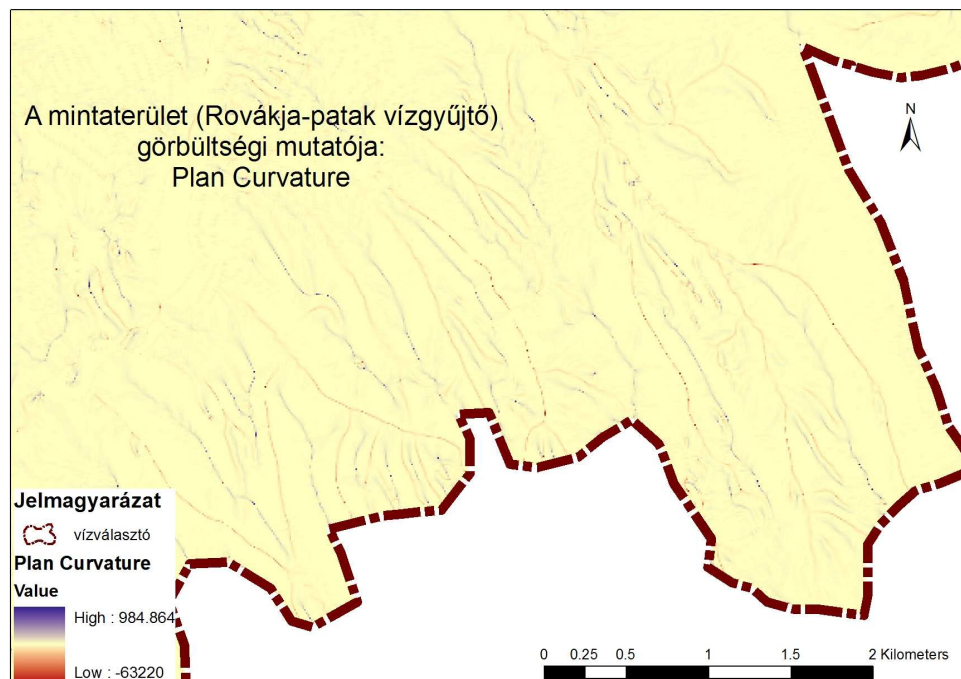 A mintaterület (Rovákja-patak vízgyűjtő)
görbültségi mutatója:
Plan Curvature
N
Jelmagyarázat
vízválasztó
Plan Curvature
Value
High : 984.864
Low : -63220
0 0.25 0.5 1 1.5 2 Kilometers